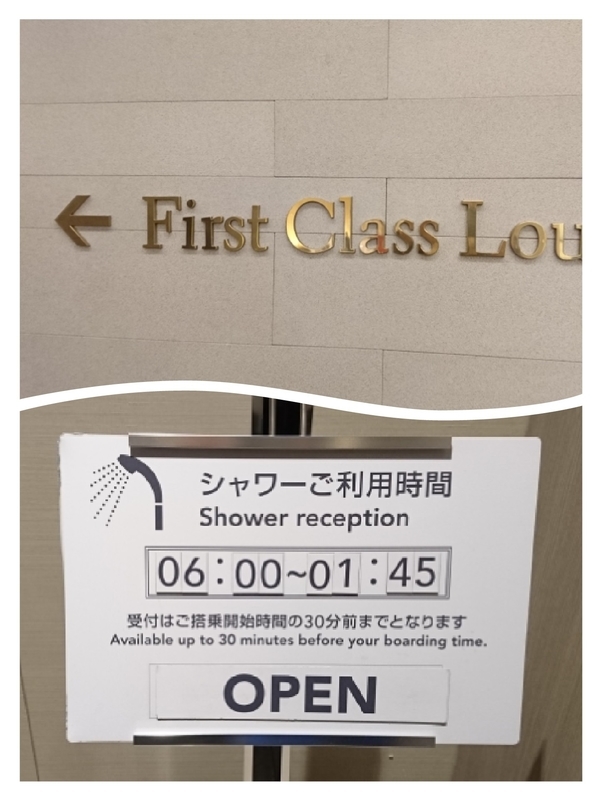 ← First Class Lou
シャワーご利用時間
Shower reception
06:00~01:45
受付はご搭乗開始時間の30分前までとなります
Available up to 30 minutes before your boarding time.
OPEN